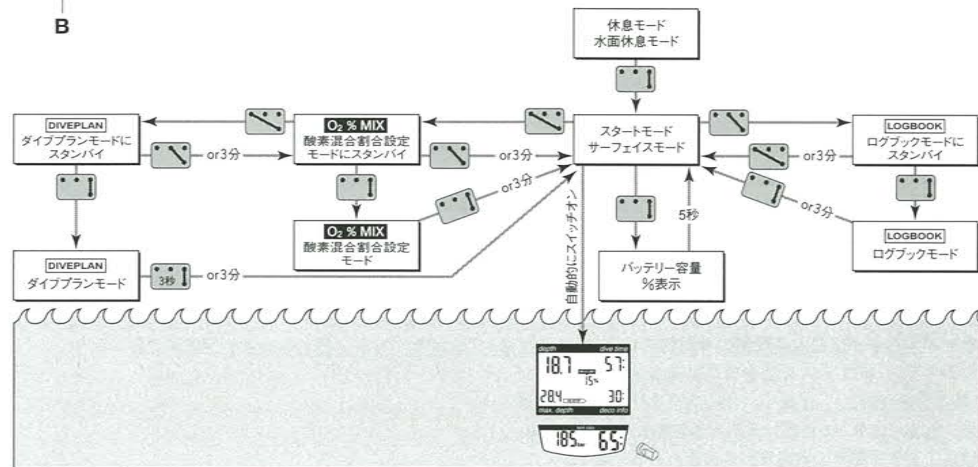 B
休息モード
水面休息モード
DIVEPLAN
ダイブプランモードに
スタンバイ
or3分
O₂ % MIX
酸素混合割合設定
モードにスタンバイ
or3分
スタートモード
サーフェイスモード
or3分
LOGBOOK
ログブックモードに
スタンバイ
or3分
5秒
or3分
O₂ % MIX
酸素混合割合設定
モード
LOGBOOK
ログブックモード
DIVEPLAN
ダイブプランモード
3秒
or3分
自動的にスイッチオン
バッテリー容量
%表示
depth dive time
18.7 57:
15%
28.4 30:
max. depth deco info
185bar 65: